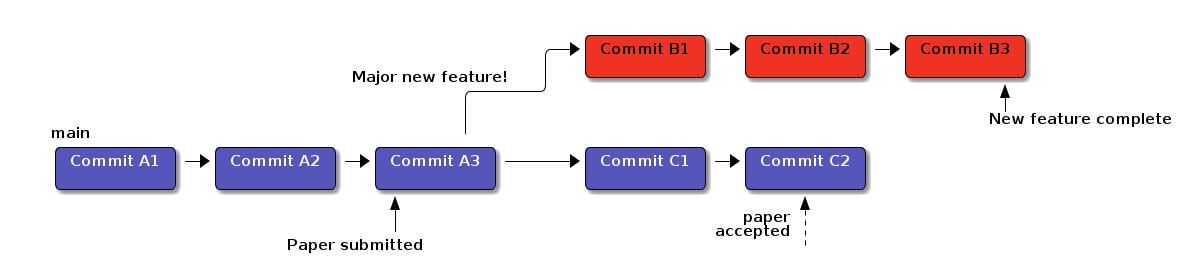 Commit B1
Commit B2
Commit B3
Major new feature!
New feature complete
main
Commit A1
Commit A2
Commit A3
Commit C1
Commit C2
paper
accepted
Paper submitted